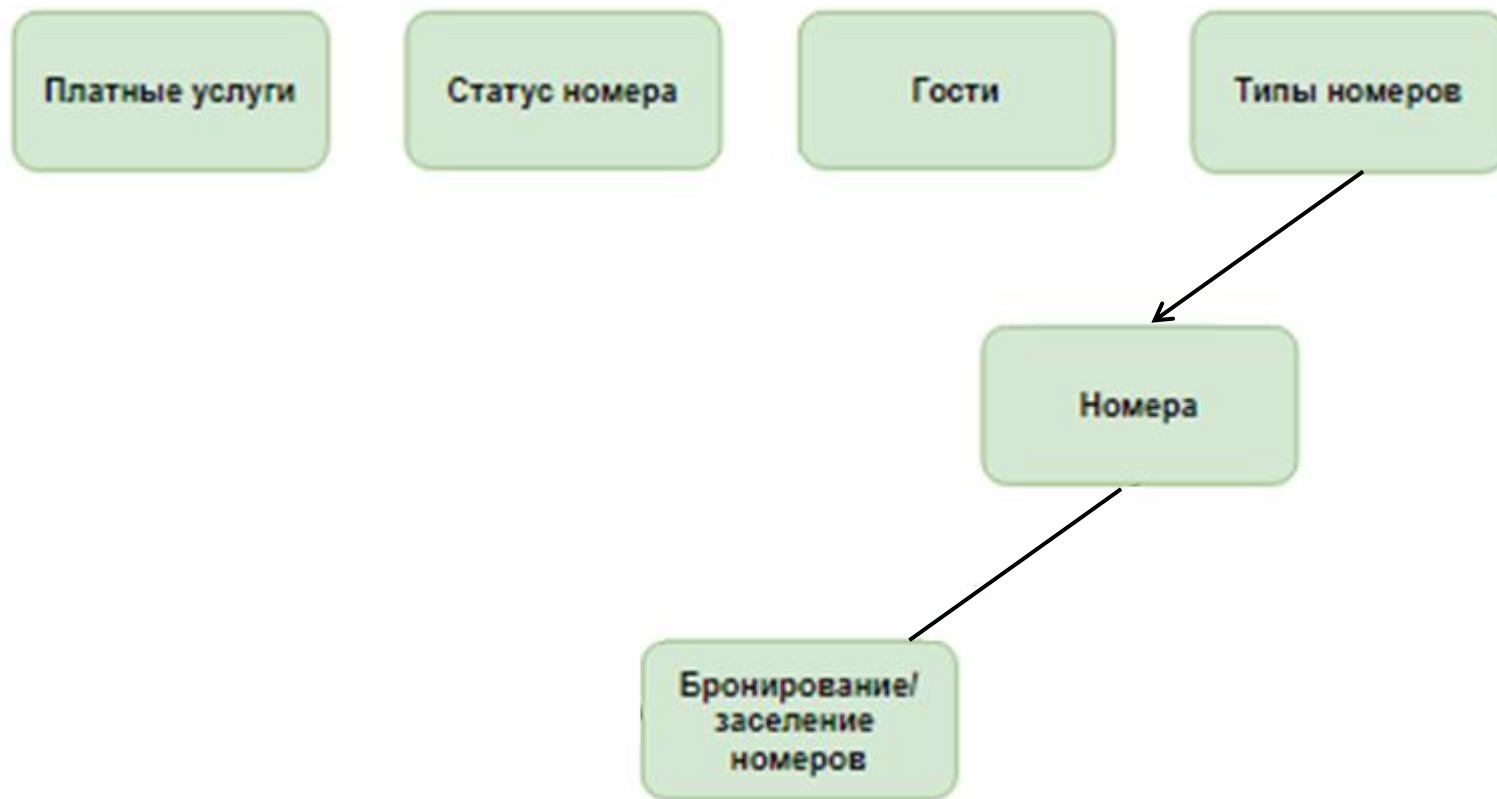 Платные услуги
Статус номера
Гости
Типы номеров
Номера
Бронирование/
заселение
номеров